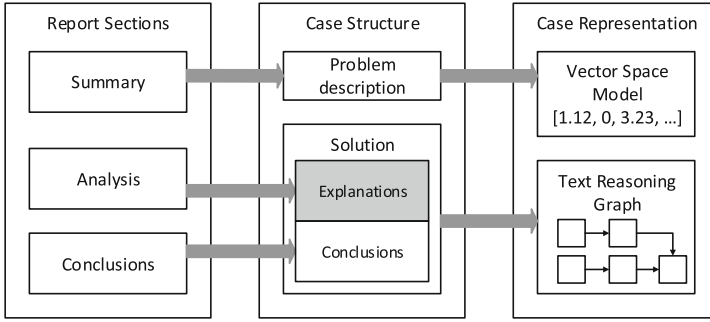 Report Sections
Summary
Analysis
Conclusions
Case Structure
Problem
description
Solution
Explanations
Conclusions
Case Representation
Vector Space
Model
[1.12, 0, 3.23, ...]
Text Reasoning
Graph